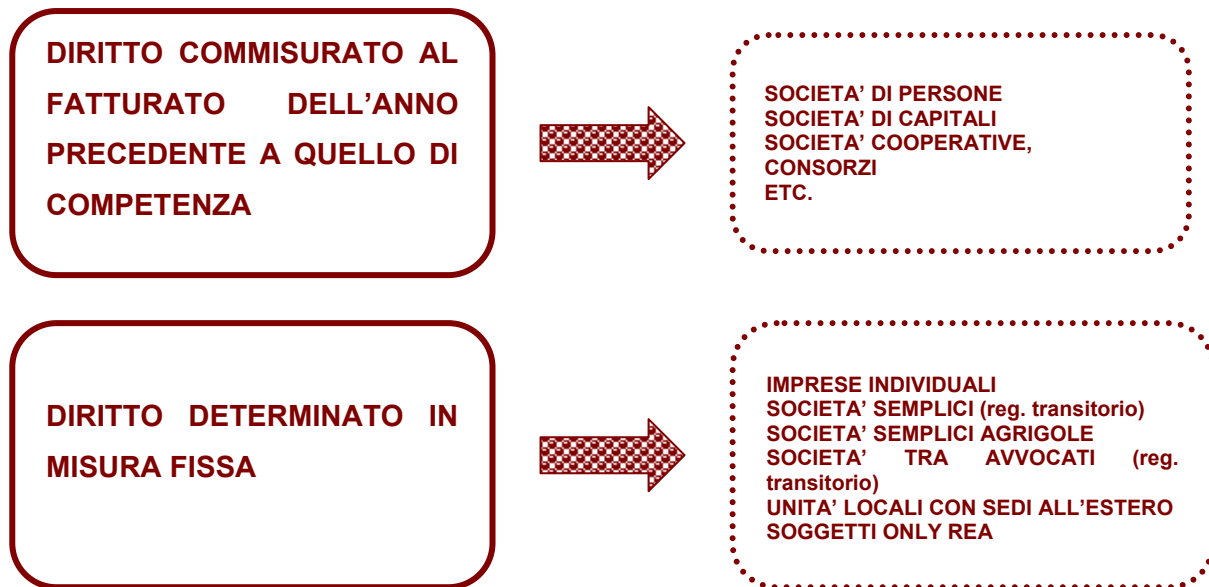 DIRITTO COMMISURATO AL
FATTURATO DELL’ANNO
PRECEDENTE A QUELLO DI
COMPETENZA
SOCIETA’ DI PERSONE
SOCIETA’ DI CAPITALI
SOCIETA’ COOPERATIVE,
CONSORZI
ETC.
DIRITTO DETERMINATO IN
MISURA FISSA
IMPRESE INDIVIDUALI
SOCIETA’ SEMPLICI (reg. transitorio)
SOCIETA’ SEMPLICI AGRIGOLE
SOCIETA’ TRA AVVOCATI (reg.
transitorio)
UNITA’ LOCALI CON SEDI ALL’ESTERO
SOGGETTI ONLY REA